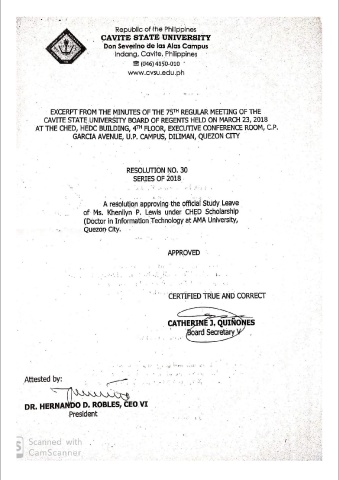 Republic of the Philippines
CAVITE STATE UNIVERSITY
Don Severino de las Alas Campus
Indang, Cavite, Philippines
☎ (046) 4150-010
www.cvsu.edu.ph
EXCERPT FROM THE MINUTES OF THE 75TH REGULAR MEETING OF THE
CAVITE STATE UNIVERSITY BOARD OF REGENTS HELD ON MARCH 23, 2018
AT THE CHED, HEDC BUILDING, 4TH FLOOR, EXECUTIVE CONFERENCE ROOM, C.P.
GARCIA AVENUE, U.P. CAMPUS, DILIMAN, QUEZON CITY
RESOLUTION NO. 30
SERIES OF 2018
A resolution approving the official Study Leave
of Ms. Khenilyn P. Lewis under CHED Scholarship
(Doctor in Information Technology at AMA University,
Quezon City.
APPROVED
CERTIFIED TRUE AND CORRECT
CATHERINE J. QUIÑONES
Board Secretary V
Attested by:
DR. HERNANDO D. ROBLES, CEO VI
President
Scanned with
CamScanner